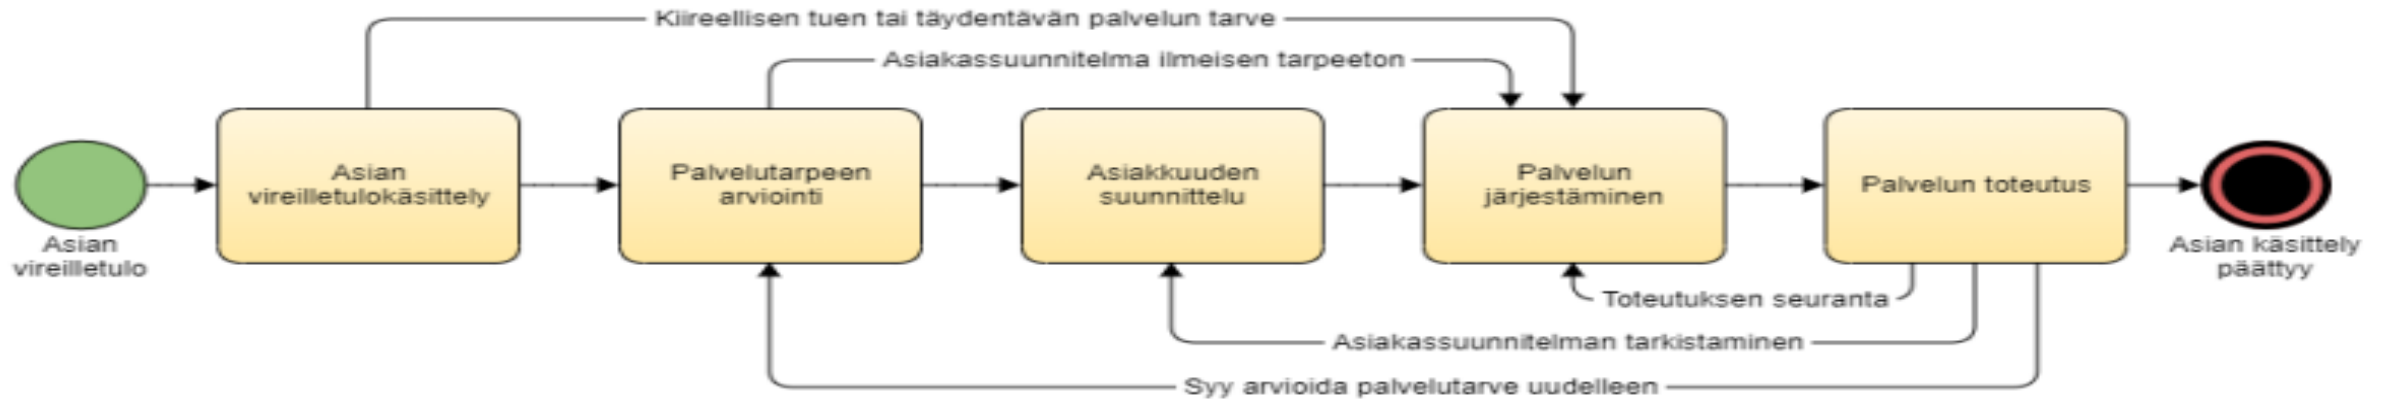 Kiireellisen tuen tai täydentävän palvelun tarve
Asiakassuunnitelma ilmeisen tarpeeton
Asian
vireilletulo
Asian
vireilletulokäsittely
Palvelutarpeen
arviointi
Asiakkuuden
suunnittelu
Palvelun
järjestäminen
Palvelun toteutus
Asian käsittely
päättyy
Toteutuksen seuranta
Asiakassuunnitelman tarkistaminen
Syy arvioida palvelutarve uudelleen